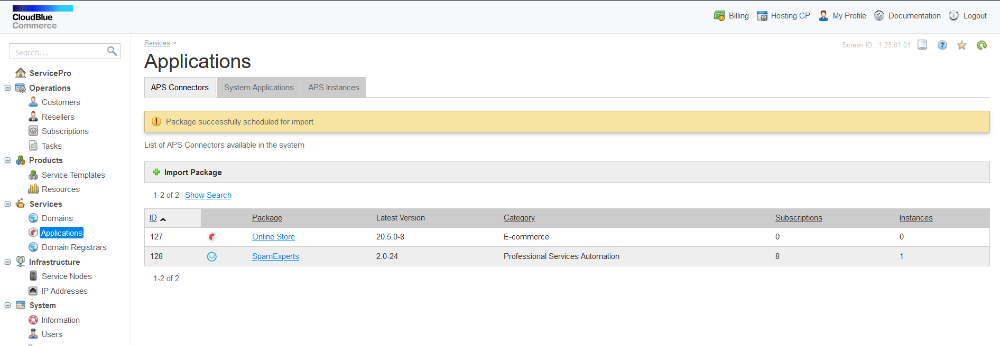 CloudBlue
Commerce
Billing
Hosting CP
My Profile
Documentation
Logout
Search...
ServicePro
Operations
Customers
Resellers
Subscriptions
Tasks
Products
Service Templates
Resources
Services
Domains
Applications
Domain Registrars
Infrastructure
Service Nodes
IP Addresses
System
Information
Users
Services >
Screen ID: 1.25.01.01
Applications
APS Connectors System Applications APS Instances
Package successfully scheduled for import
List of APS Connectors available in the system
Import Package
1-2 of 2 | Show Search
ID Package Latest Version Category Subscriptions Instances
127 Online Store 20.5.0-8 E-commerce 0 0
128 SpamExperts 2.0-24 Professional Services Automation 8 1
1-2 of 2